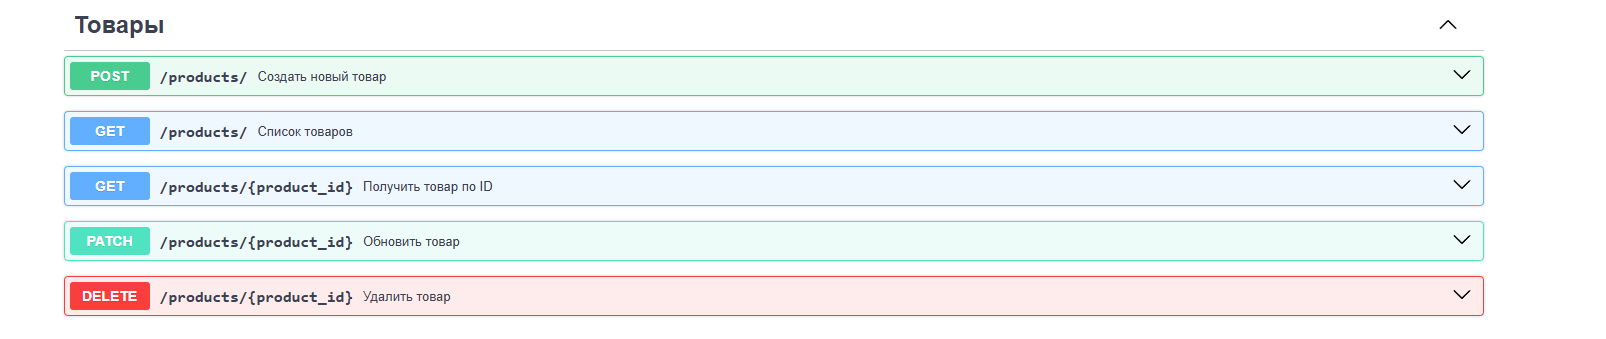 Товары
POST /products/ Создать новый товар
GET /products/ Список товаров
GET /products/{product_id} Получить товар по ID
PATCH /products/{product_id} Обновить товар
DELETE /products/{product_id} Удалить товар